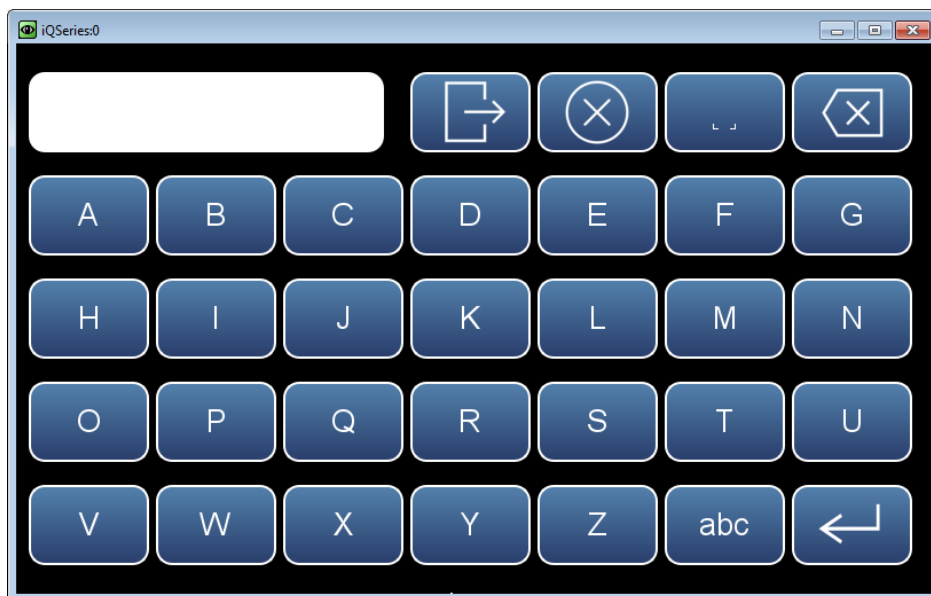 iQSeries:0
A B C D E F G
H I J K L M N
O P Q R S T U
V W X Y Z abc